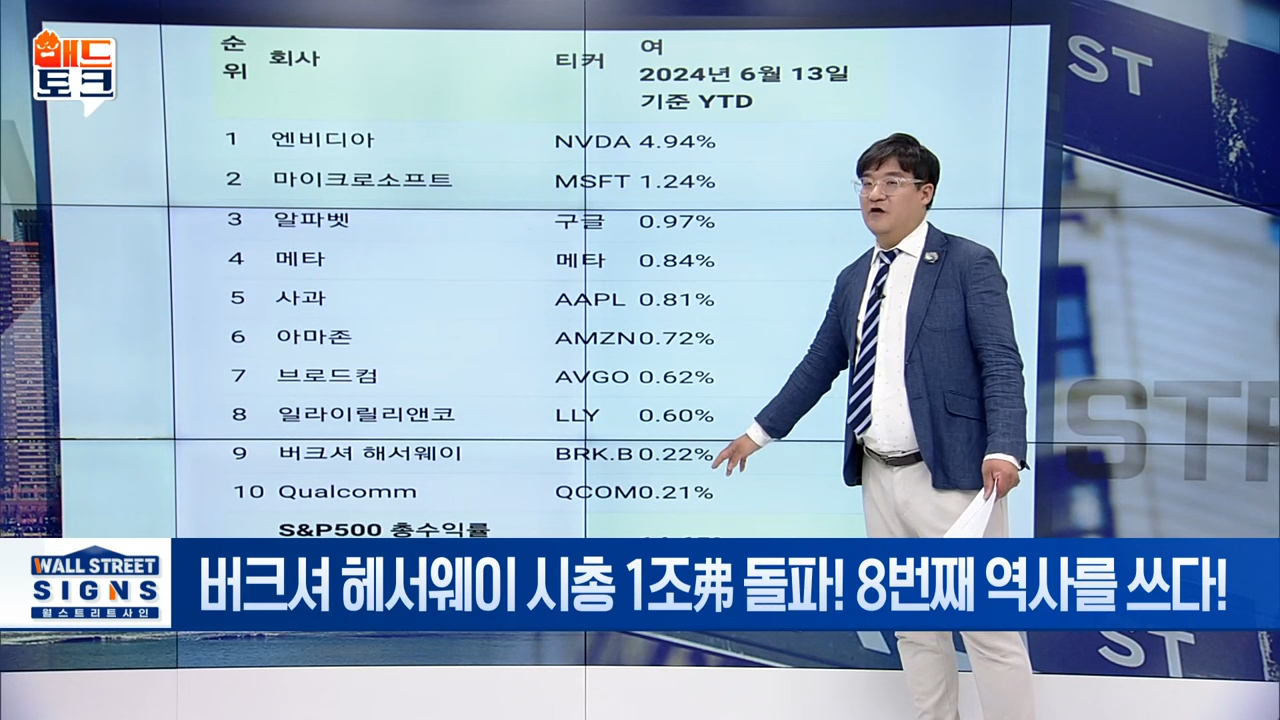 매드
토크
순
위
회사
티커
여
2024년 6월 13일
기준 YTD
1 엔비디아 NVDA 4.94%
2 마이크로소프트 MSFT 1.24%
3 알파벳 구글 0.97%
4 메타 메타 0.84%
5 사과 AAPL 0.81%
6 아마존 AMZN 0.72%
7 브로드컴 AVGO 0.62%
8 일라이릴리앤코 LLY 0.60%
9 버크셔 해서웨이 BRK.B 0.22%
10 Qualcomm QCOM 0.21%
S&P500 총수익률
ST
WALL STREET
SIGNS
월스트리트사인
버크셔 헤서웨이 시총 1조弗 돌파! 8번째 역사를 쓰다!
ST